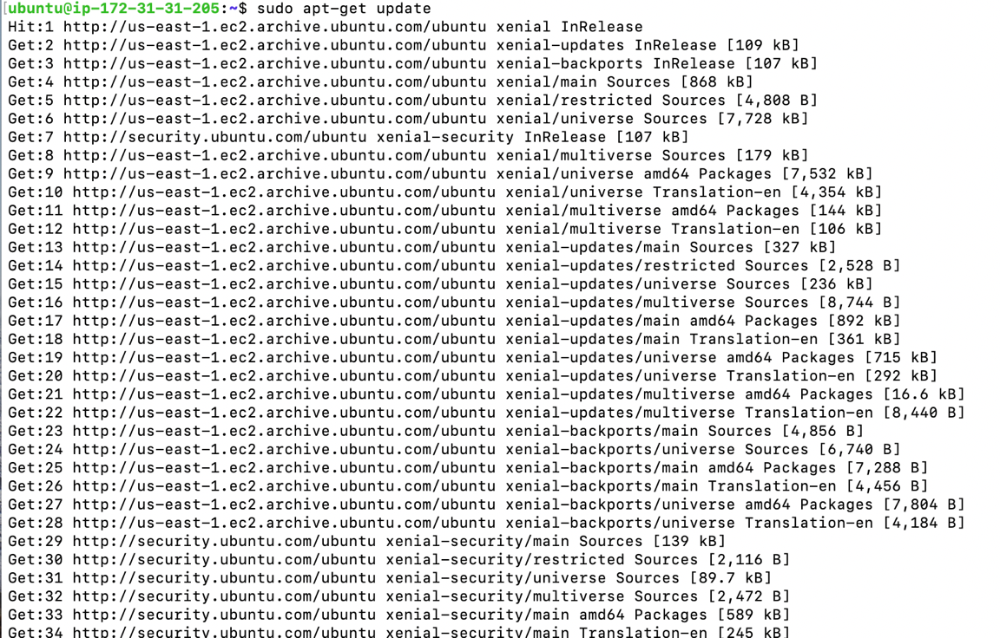 [ubuntu@ip-172-31-31-205:~$ sudo apt-get update
Hit:1 http://us-east-1.ec2.archive.ubuntu.com/ubuntu xenial InRelease
Get:2 http://us-east-1.ec2.archive.ubuntu.com/ubuntu xenial-updates InRelease [109 kB]
Get:3 http://us-east-1.ec2.archive.ubuntu.com/ubuntu xenial-backports InRelease [107 kB]
Get:4 http://us-east-1.ec2.archive.ubuntu.com/ubuntu xenial/main Sources [868 kB]
Get:5 http://us-east-1.ec2.archive.ubuntu.com/ubuntu xenial/restricted Sources [4,808 B]
Get:6 http://us-east-1.ec2.archive.ubuntu.com/ubuntu xenial/universe Sources [7,728 kB]
Get:7 http://security.ubuntu.com/ubuntu xenial-security InRelease [107 kB]
Get:8 http://us-east-1.ec2.archive.ubuntu.com/ubuntu xenial/multiverse Sources [179 kB]
Get:9 http://us-east-1.ec2.archive.ubuntu.com/ubuntu xenial/universe amd64 Packages [7,532 kB]
Get:10 http://us-east-1.ec2.archive.ubuntu.com/ubuntu xenial/universe Translation-en [4,354 kB]
Get:11 http://us-east-1.ec2.archive.ubuntu.com/ubuntu xenial/multiverse amd64 Packages [144 kB]
Get:12 http://us-east-1.ec2.archive.ubuntu.com/ubuntu xenial/multiverse Translation-en [106 kB]
Get:13 http://us-east-1.ec2.archive.ubuntu.com/ubuntu xenial-updates/main Sources [327 kB]
Get:14 http://us-east-1.ec2.archive.ubuntu.com/ubuntu xenial-updates/restricted Sources [2,528 B]
Get:15 http://us-east-1.ec2.archive.ubuntu.com/ubuntu xenial-updates/universe Sources [236 kB]
Get:16 http://us-east-1.ec2.archive.ubuntu.com/ubuntu xenial-updates/multiverse Sources [8,744 B]
Get:17 http://us-east-1.ec2.archive.ubuntu.com/ubuntu xenial-updates/main amd64 Packages [892 kB]
Get:18 http://us-east-1.ec2.archive.ubuntu.com/ubuntu xenial-updates/main Translation-en [361 kB]
Get:19 http://us-east-1.ec2.archive.ubuntu.com/ubuntu xenial-updates/universe amd64 Packages [715 kB]
Get:20 http://us-east-1.ec2.archive.ubuntu.com/ubuntu xenial-updates/universe Translation-en [292 kB]
Get:21 http://us-east-1.ec2.archive.ubuntu.com/ubuntu xenial-updates/multiverse amd64 Packages [16.6 kB]
Get:22 http://us-east-1.ec2.archive.ubuntu.com/ubuntu xenial-updates/multiverse Translation-en [8,440 B]
Get:23 http://us-east-1.ec2.archive.ubuntu.com/ubuntu xenial-backports/main Sources [4,856 B]
Get:24 http://us-east-1.ec2.archive.ubuntu.com/ubuntu xenial-backports/universe Sources [6,740 B]
Get:25 http://us-east-1.ec2.archive.ubuntu.com/ubuntu xenial-backports/main amd64 Packages [7,288 B]
Get:26 http://us-east-1.ec2.archive.ubuntu.com/ubuntu xenial-backports/main Translation-en [4,456 B]
Get:27 http://us-east-1.ec2.archive.ubuntu.com/ubuntu xenial-backports/universe amd64 Packages [7,804 B]
Get:28 http://us-east-1.ec2.archive.ubuntu.com/ubuntu xenial-backports/universe Translation-en [4,184 B]
Get:29 http://security.ubuntu.com/ubuntu xenial-security/main Sources [139 kB]
Get:30 http://security.ubuntu.com/ubuntu xenial-security/restricted Sources [2,116 B]
Get:31 http://security.ubuntu.com/ubuntu xenial-security/universe Sources [89.7 kB]
Get:32 http://security.ubuntu.com/ubuntu xenial-security/multiverse Sources [2,472 B]
Get:33 http://security.ubuntu.com/ubuntu xenial-security/main amd64 Packages [589 kB]
Get:34 http://security.ubuntu.com/ubuntu xenial-security/main Translation-en [245 kB]